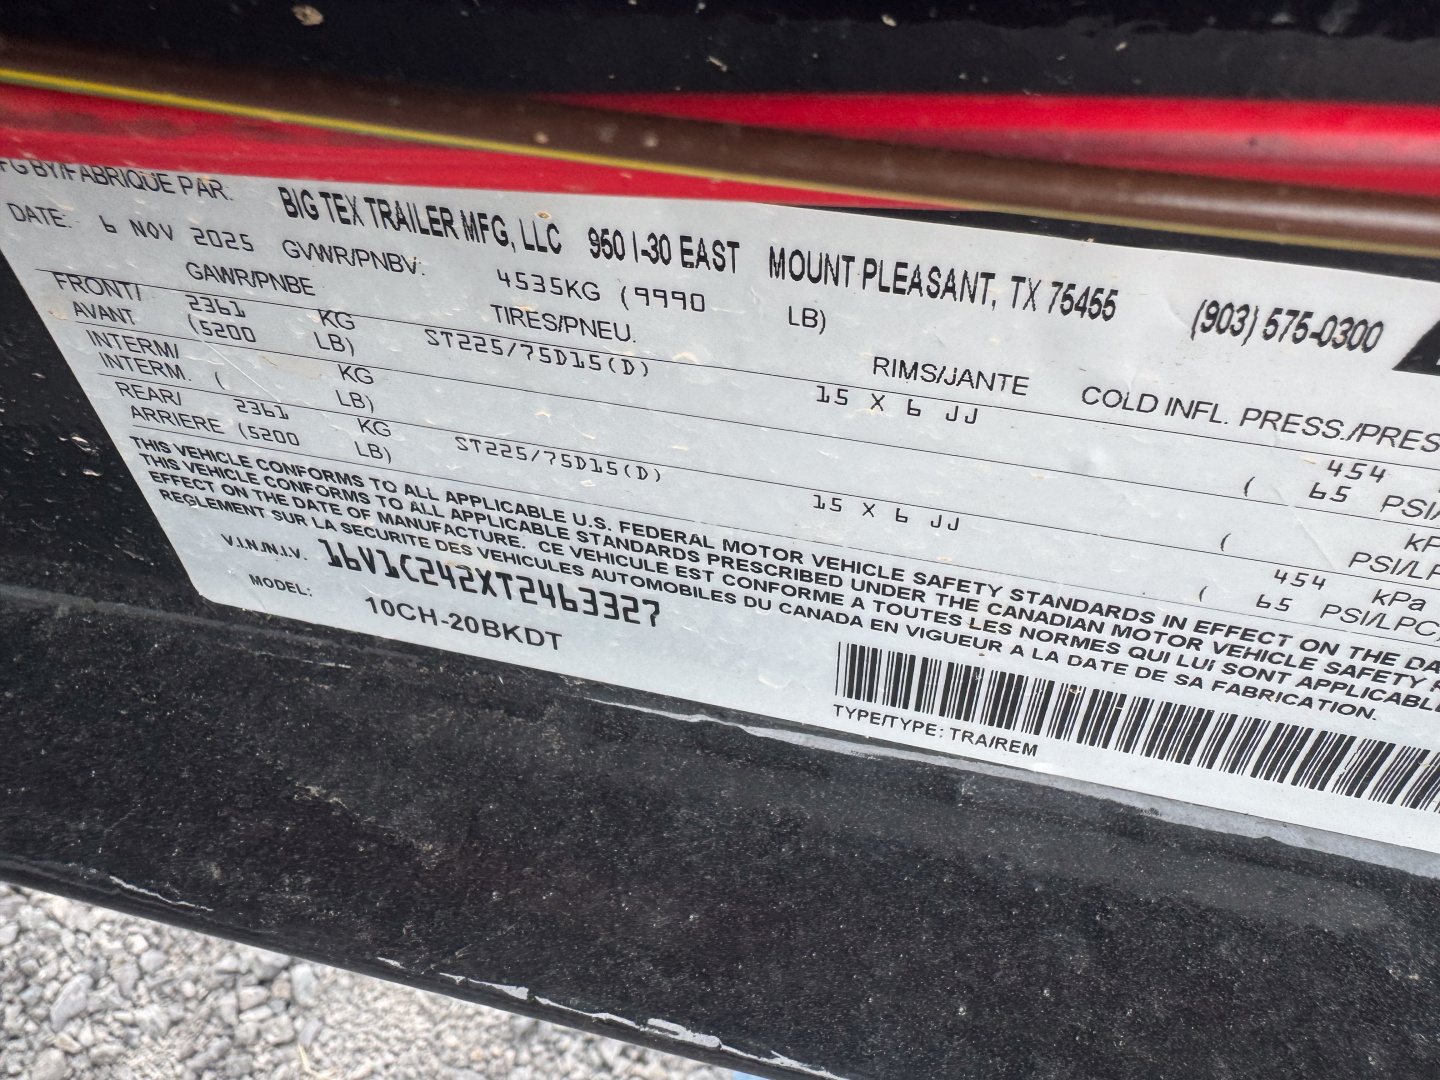 FG BY/FABRIQUE PAR. BIG TEX TRAILER MFG, LLC 950 I-30 EAST MOUNT PLEASANT, TX 75455 (903) 575-0300
DATE: 6 NOV 2025 GVWR/PNBV: 4535KG (9990 LB)
GAWR/PNBE TIRES/PNEU. RIMS/JANTE COLD INFL. PRESS./PRES
FRONT/ 2361 KG ST225/75D15(D) 15 X 6 JJ 454
AVANT (5200 LB) ( 65 PSI/
INTERM/ KG kP
INTERM. ( LB) ( PSI/LP
REAR/ 2361 KG ST225/75D15(D) 15 X 6 JJ 454 kPa
ARRIERE (5200 LB) ( 65 PSI/LPC)
THIS VEHICLE CONFORMS TO ALL APPLICABLE U.S. FEDERAL MOTOR VEHICLE SAFETY STANDARDS IN EFFECT ON THE DA
THIS VEHICLE CONFORMS TO ALL APPLICABLE STANDARDS PRESCRIBED UNDER THE CANADIAN MOTOR VEHICLE SAFETY R
EFFECT ON THE DATE OF MANUFACTURE. CE VEHICULE EST CONFORME A TOUTES LES NORMES QUI LUI SONT APPLICABLE
REGLEMENT SUR LA SECURITE DES VEHICULES AUTOMOBILES DU CANADA EN VIGUEUR A LA DATE DE SA FABRICATION.
V.I.N./N.I.V. 16V1C242XT2463327
MODEL: 10CH-20BKDT
TYPE/TYPE: TRA/REM